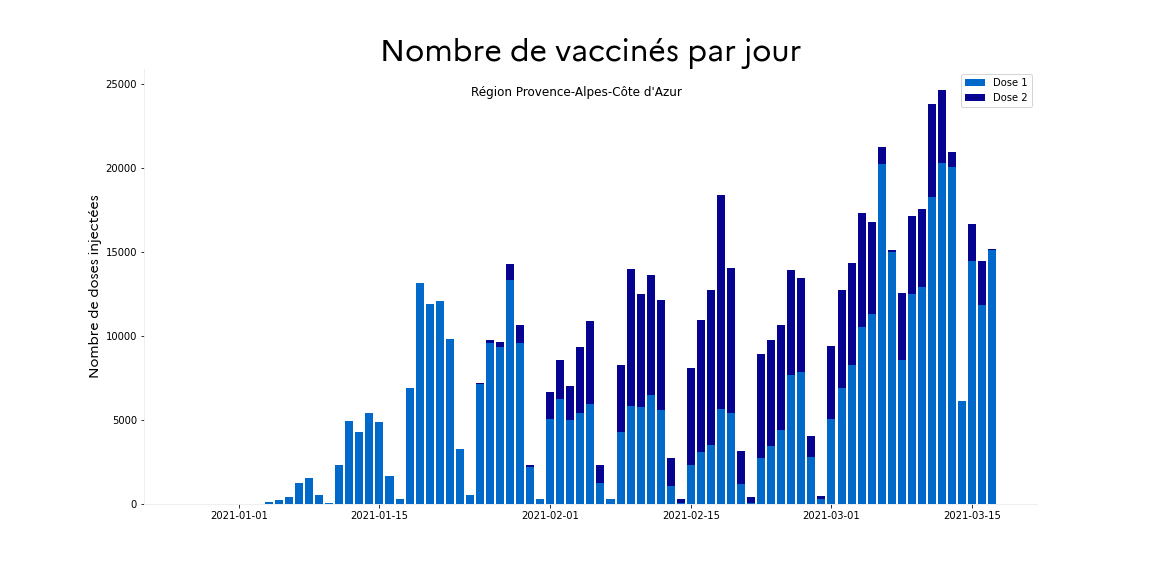 Nombre de vaccinés par jour
Région Provence-Alpes-Côte d'Azur
Dose 1
Dose 2
Nombre de doses injectées
25000
20000
15000
10000
5000
0
2021-01-01
2021-01-15
2021-02-01
2021-02-15
2021-03-01
2021-03-15